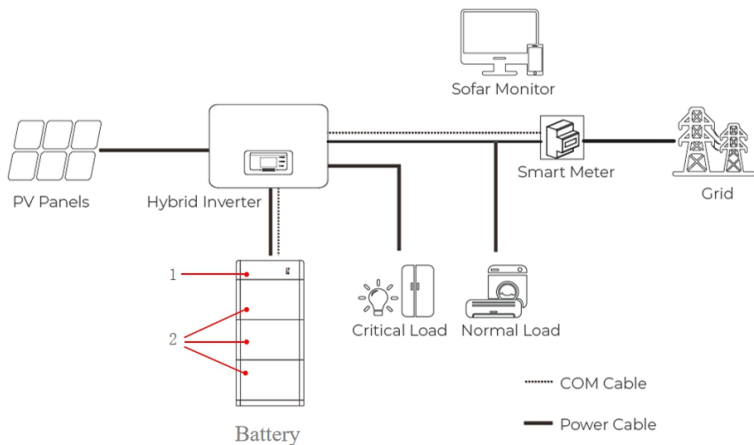 Sofar Monitor
PV Panels
Hybrid Inverter
Smart Meter
Grid
1
2
Critical Load
Normal Load
COM Cable
Power Cable
Battery